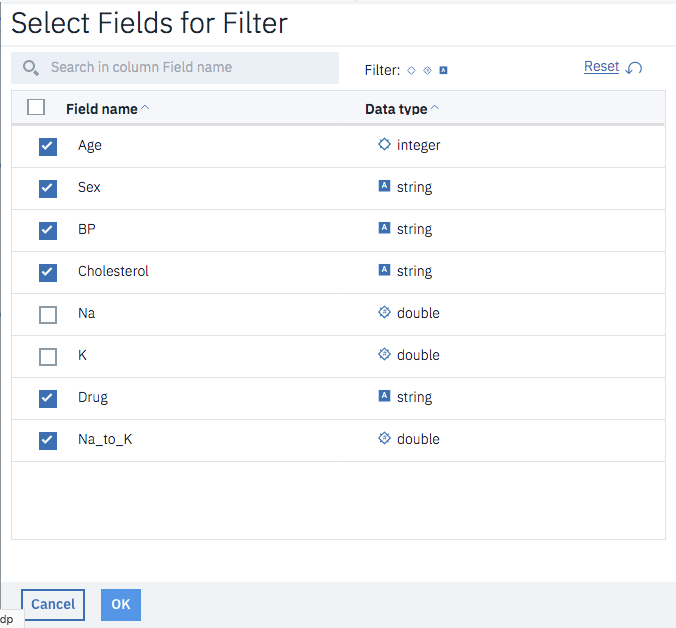 Select Fields for Filter
Search in column Field name
Filter: A
Reset
Field name Data type
Age integer
Sex A string
BP A string
Cholesterol A string
Na double
K double
Drug A string
Na_to_K double
Cancel OK
dp